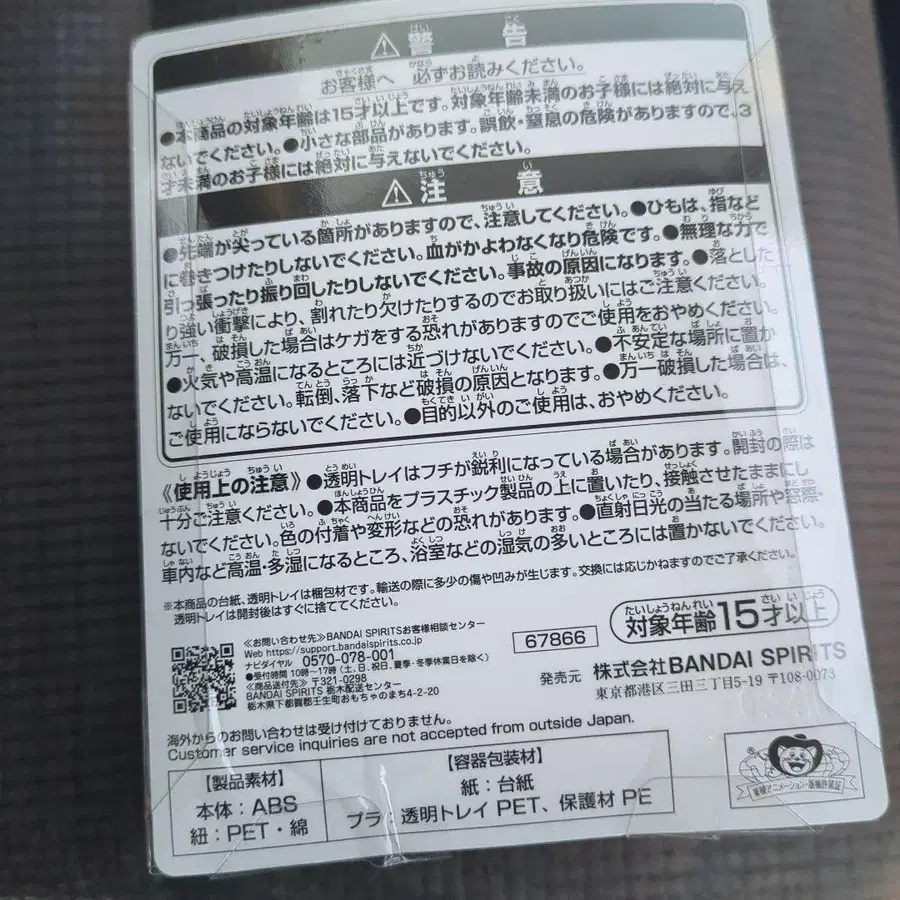 ⚠警告
お客様へ 必ずお読みください。
●本商品の対象年齢は15才以上です。対象年齢未満のお子様には絶対に与え
ないでください。●小さな部品があります。誤飲・窒息の危険がありますので、3
才未満のお子様には絶対に与えないでください。
⚠注意
●先端が尖っている箇所がありますので、注意してください。●ひもは、指など
に巻きつけたりしないでください。血がかよわなくなり危険です。●無理な力で
引っ張ったり振り回したりしないでください。事故の原因になります。●落とした
り強い衝撃により、割れたり欠けたりするのでお取り扱いにはご注意ください。
万一、破損した場合はケガをする恐れがありますのでご使用をおやめください。
●火気や高温になるところには近づけないでください。●不安定な場所に置か
ないでください。転倒、落下など破損の原因となります。●万一破損した場合は、
ご使用にならないでください。●目的以外のご使用は、おやめください。
《使用上の注意》●透明トレイはフチが鋭利になっている場合があります。開封の際は
十分ご注意ください。●本商品をプラスチック製品の上に置いたり、接触させたままにし
ないでください。色の付着や変形などの恐れがあります。●直射日光の当たる場所や窓際・
車内など高温・多湿になるところ、浴室などの湿気の多いところには置かないでください。
※本商品の台紙、透明トレイは梱包材です。輸送の際に多少の傷や凹みが生じます。交換には応じかねますのでご了承ください。
透明トレイは開封後はすぐに捨ててください。
対象年齢15才以上
≪お問い合わせ先≫BANDAI SPIRITSお客様相談センター
Web https://support.bandaispirits.co.jp
ナビダイヤル 0570-078-001
●受付時間 10時～17時(土、日、祝日、夏季・冬季休業日を除く)
≪商品送付先≫〒321-0298
BANDAI SPIRITS 栃木配送センター
栃木県下都賀郡壬生町おもちゃのまち4-2-20
67866
発売元 株式会社BANDAI SPIRITS
東京都港区三田三丁目5-19 〒108-0073
海外からのお問い合わせは受け付けておりません。
Customer service inquiries are not accepted from outside Japan.
【製品素材】
本体：ABS
紐：PET・綿
【容器包装材】
紙：台紙
プラ：透明トレイ PET、保護材 PE
東映アニメーション・版権許諾証